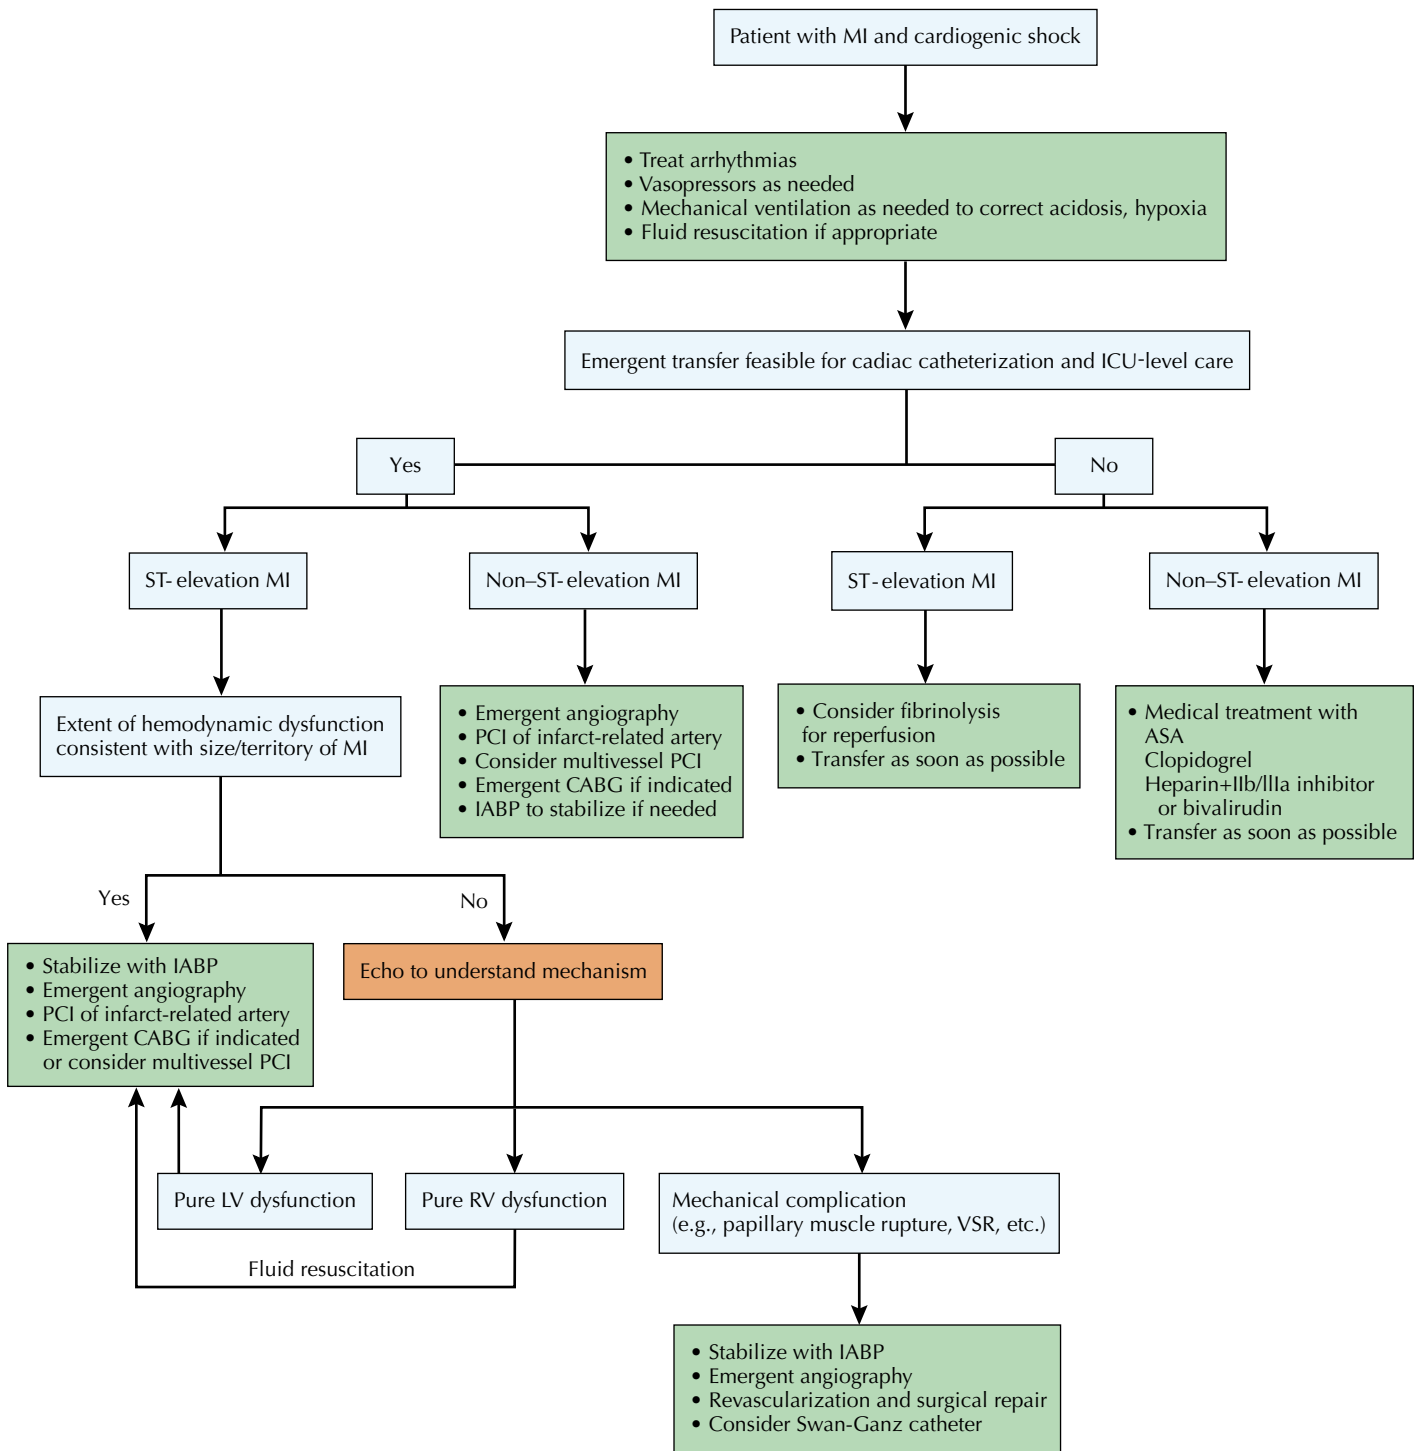 Patient with MI and cardiogenic shock
• Treat arrhythmias
• Vasopressors as needed
• Mechanical ventilation as needed to correct acidosis, hypoxia
• Fluid resuscitation if appropriate
Emergent transfer feasible for cadiac catheterization and ICU-level care
Yes
No
ST- elevation MI
Non–ST- elevation MI
ST- elevation MI
Non–ST- elevation MI
Extent of hemodynamic dysfunction
consistent with size/territory of MI
• Emergent angiography
• PCI of infarct-related artery
• Consider multivessel PCI
• Emergent CABG if indicated
• IABP to stabilize if needed
• Consider fibrinolysis
for reperfusion
• Transfer as soon as possible
• Medical treatment with
ASA
Clopidogrel
Heparin+IIb/lIIa inhibitor
or bivalirudin
• Transfer as soon as possible
Yes
No
• Stabilize with IABP
• Emergent angiography
• PCI of infarct-related artery
• Emergent CABG if indicated
or consider multivessel PCI
Echo to understand mechanism
Pure LV dysfunction
Pure RV dysfunction
Mechanical complication
(e.g., papillary muscle rupture, VSR, etc.)
Fluid resuscitation
• Stabilize with IABP
• Emergent angiography
• Revascularization and surgical repair
• Consider Swan-Ganz catheter